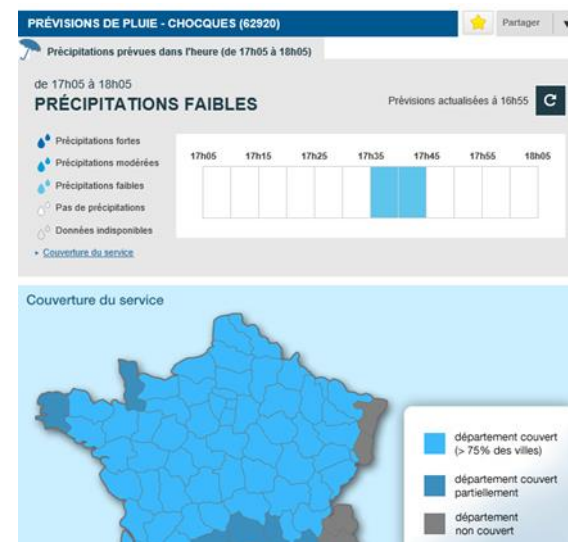 PRÉVISIONS DE PLUIE - CHOCQUES (62920)
Partager
Précipitations prévues dans l'heure (de 17h05 à 18h05)
de 17h05 à 18h05
PRÉCIPITATIONS FAIBLES
Prévisions actualisées à 16h55
Précipitations fortes
Précipitations modérées
Précipitations faibles
Pas de précipitations
Données indisponibles
Couverture du service
17h05 17h15 17h25 17h35 17h45 17h55 18h05
Couverture du service
département couvert
(> 75% des villes)
département couvert
partiellement
département
non couvert